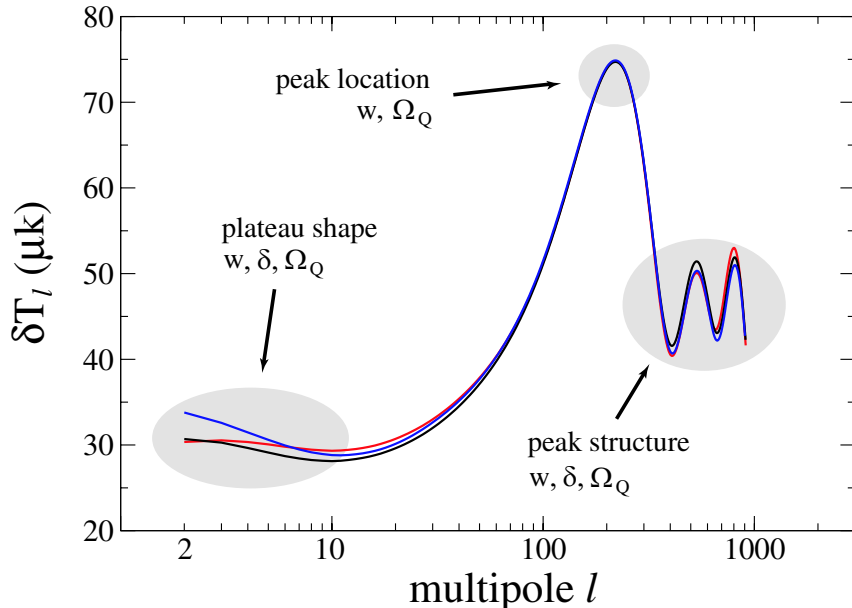 80
70
60
50
40
30
20
δT_l (μk)
peak location
w, Ω_Q
plateau shape
w, δ, Ω_Q
peak structure
w, δ, Ω_Q
2
10
100
1000
multipole l